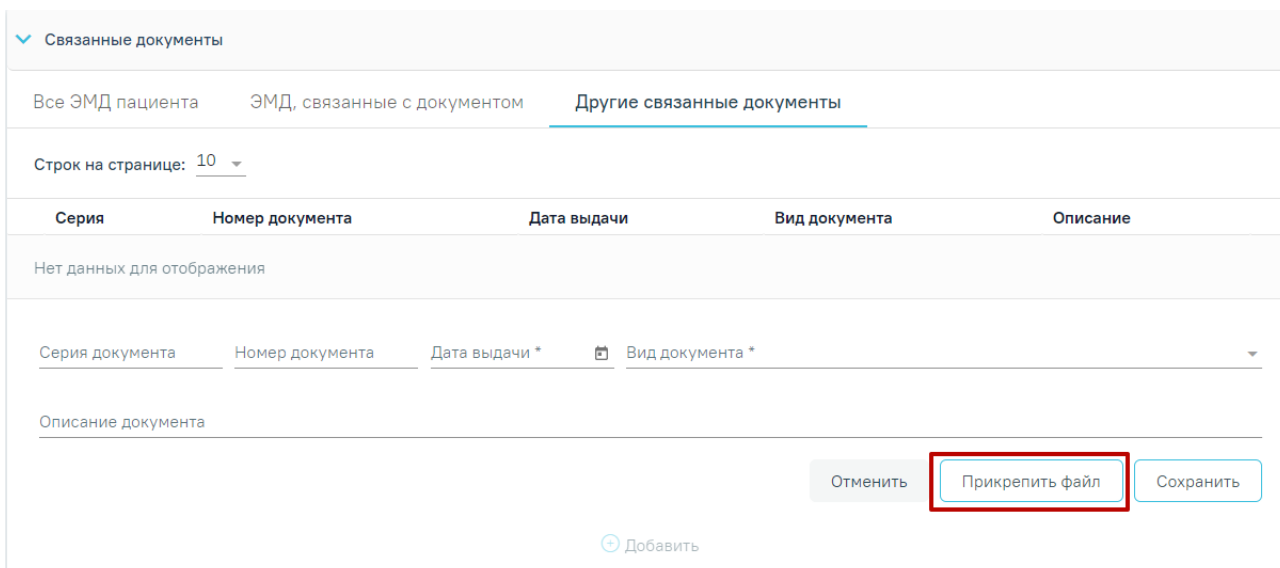 Связанные документы
Все ЭМД пациента ЭМД, связанные с документом Другие связанные документы
Строк на странице: 10
Серия Номер документа Дата выдачи Вид документа Описание
Нет данных для отображения
Серия документа Номер документа Дата выдачи * Вид документа *
Описание документа
Отменить Прикрепить файл Сохранить
Добавить